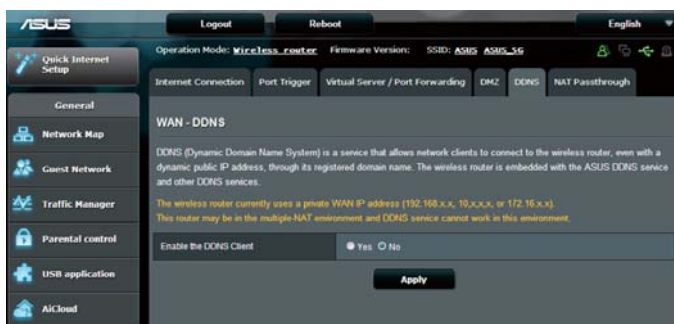 ASUS
Logout
Reboot
English
Quick Internet Setup
Operation Mode: Wireless router Firmware Version: SSID: ASUS ASUS_5G
Internet Connection
Port Trigger
Virtual Server / Port Forwarding
DMZ
DDNS
NAT Passthrough
General
Network Map
Guest Network
Traffic Manager
Parental control
USB application
AiCloud
WAN - DDNS
DDNS (Dynamic Domain Name System) is a service that allows network clients to connect to the wireless router, even with a
dynamic public IP address, through its registered domain name. The wireless router is embedded with the ASUS DDNS service
and other DDNS services.
The wireless router currently uses a private WAN IP address (192.168.x.x, 10,x,x,x, or 172.16.x.x).
This router may be in the multiple-NAT environment and DDNS service cannot work in this environment.
Enable the DDNS Client
Yes No
Apply